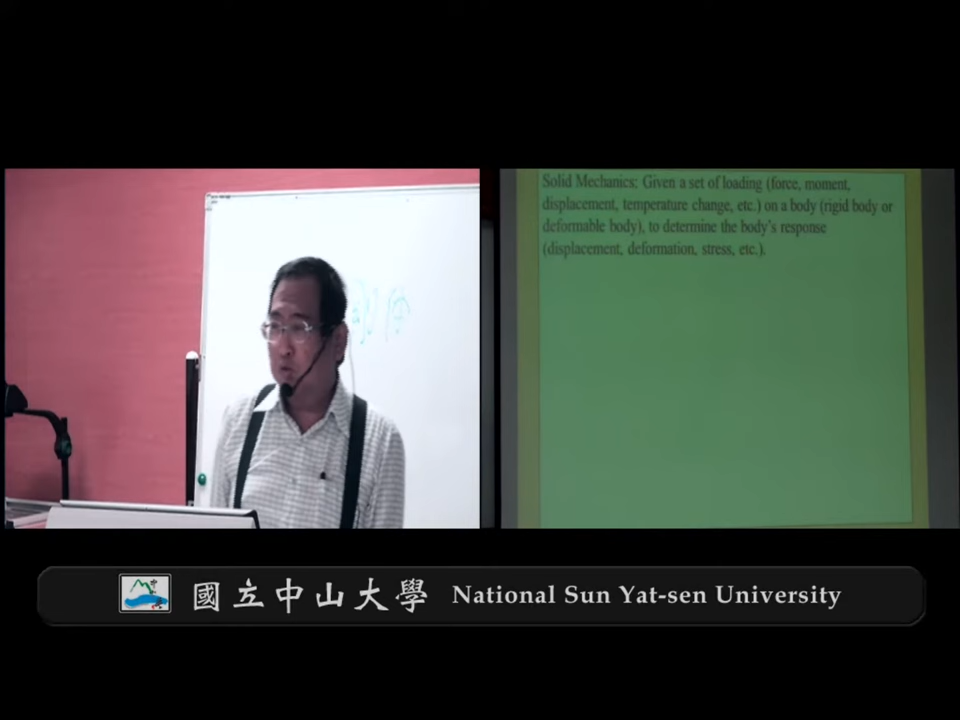 Solid Mechanics: Given a set of loading (force, moment,
displacement, temperature change, etc.) on a body (rigid body or
deformable body), to determine the body's response
(displacement, deformation, stress, etc.).
國立中山大學 National Sun Yat-sen University